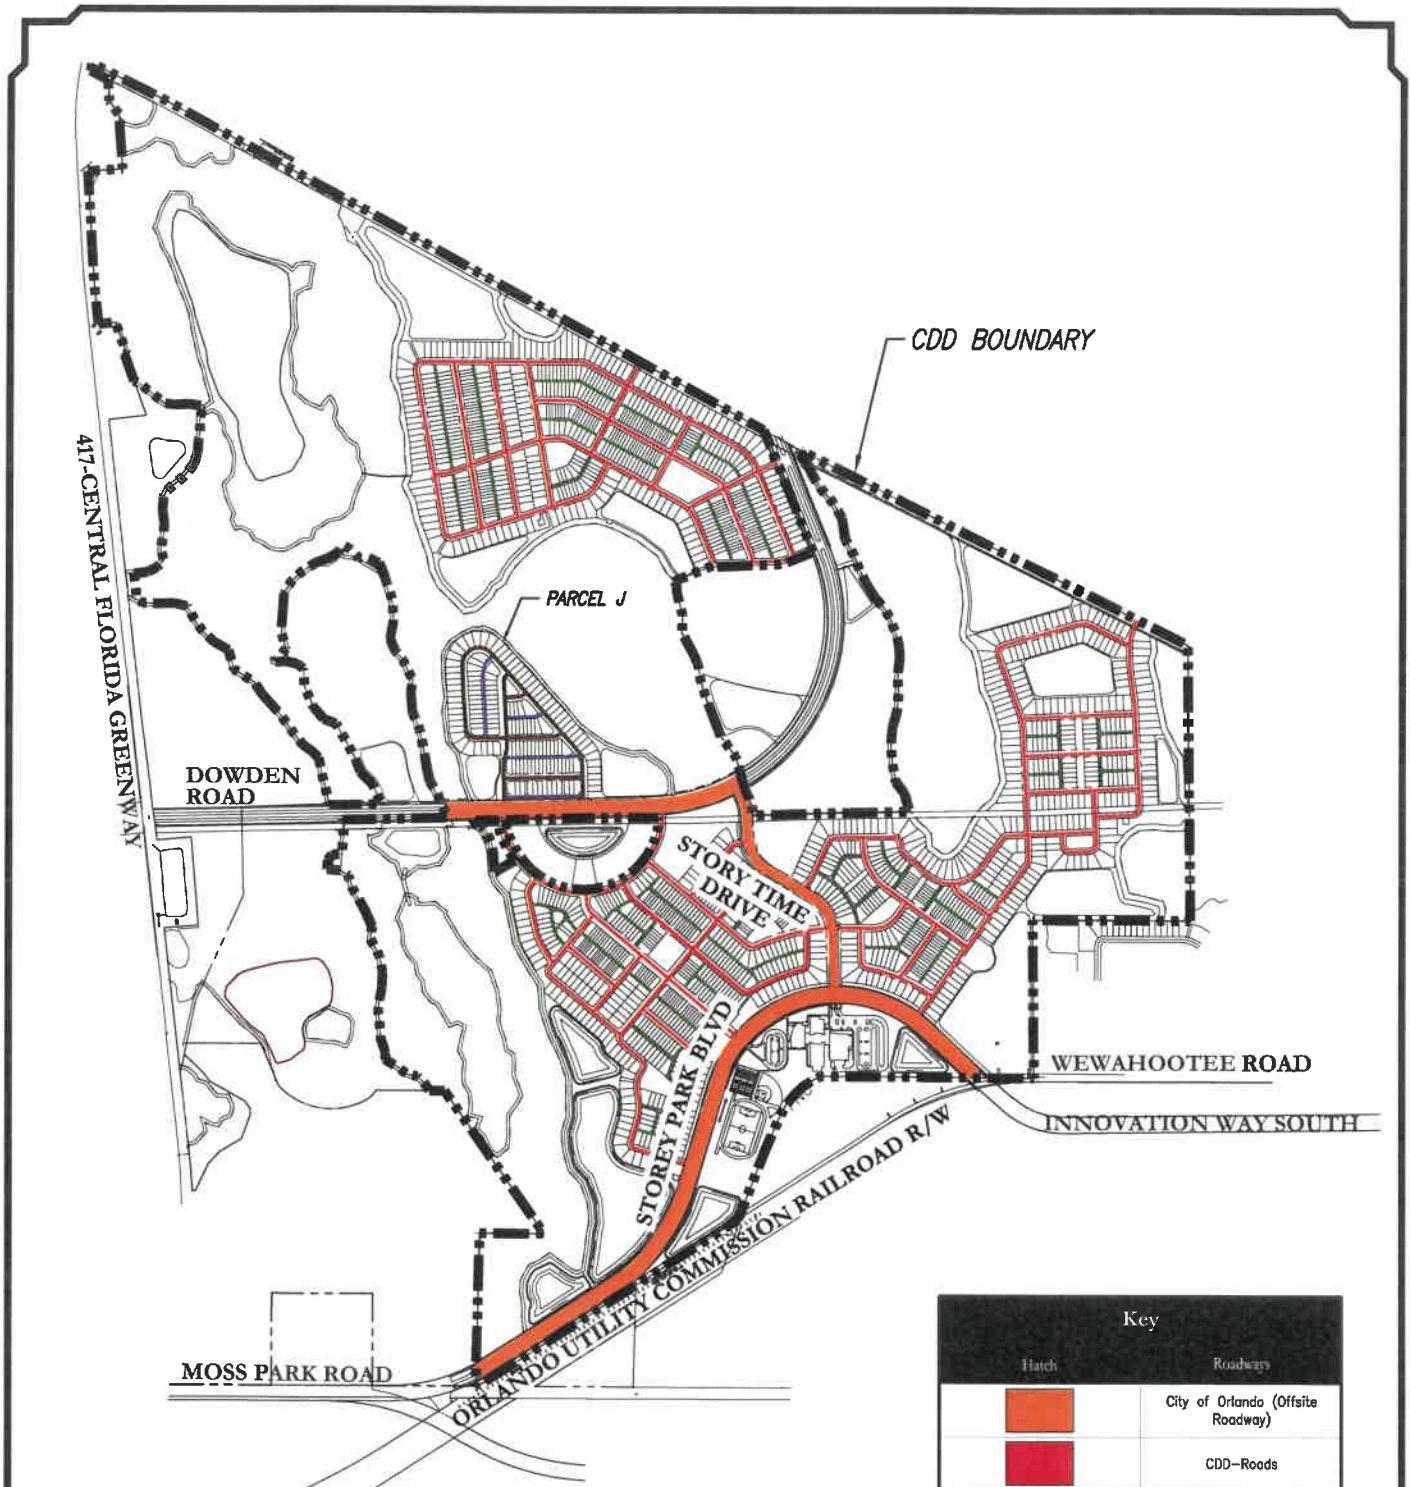 CDD BOUNDARY
417-CENTRAL FLORIDA GREENWAY
PARCEL J
DOWDEN
ROAD
STORY TIME
DRIVE
STOREY PARK BLVD
WEWAHOOTEE ROAD
INNOVATION WAY SOUTH
ORLANDO UTILITY COMMISSION RAILROAD R/W
MOSS PARK ROAD
Key
Hatch
Roadways
City of Orlando (Offsite
Roadway)
CDD-Roads